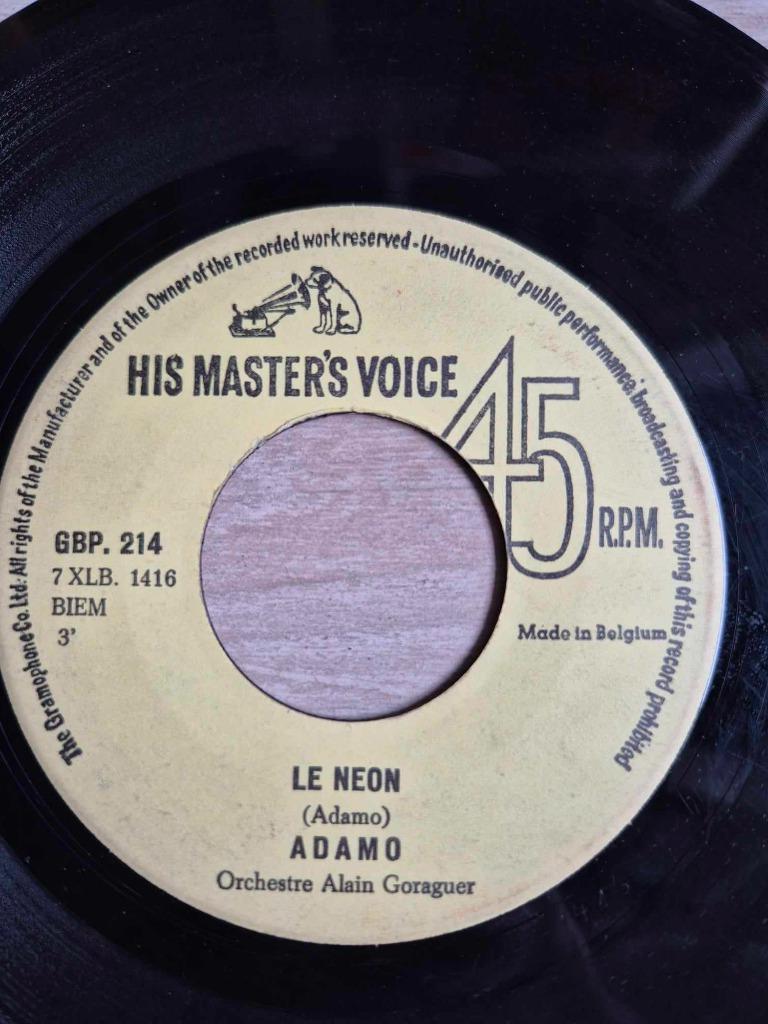 The Gramophone Co. Ltd. All rights of the Manufacturer and of the Owner of the recorded work reserved - Unauthorised public performance, broadcasting and copying of this record prohibited
HIS MASTER'S VOICE
45
R.P.M.
GBP. 214
7 XLB. 1416
BIEM
3'
Made in Belgium
LE NEON
(Adamo)
ADAMO
Orchestre Alain Goraguer